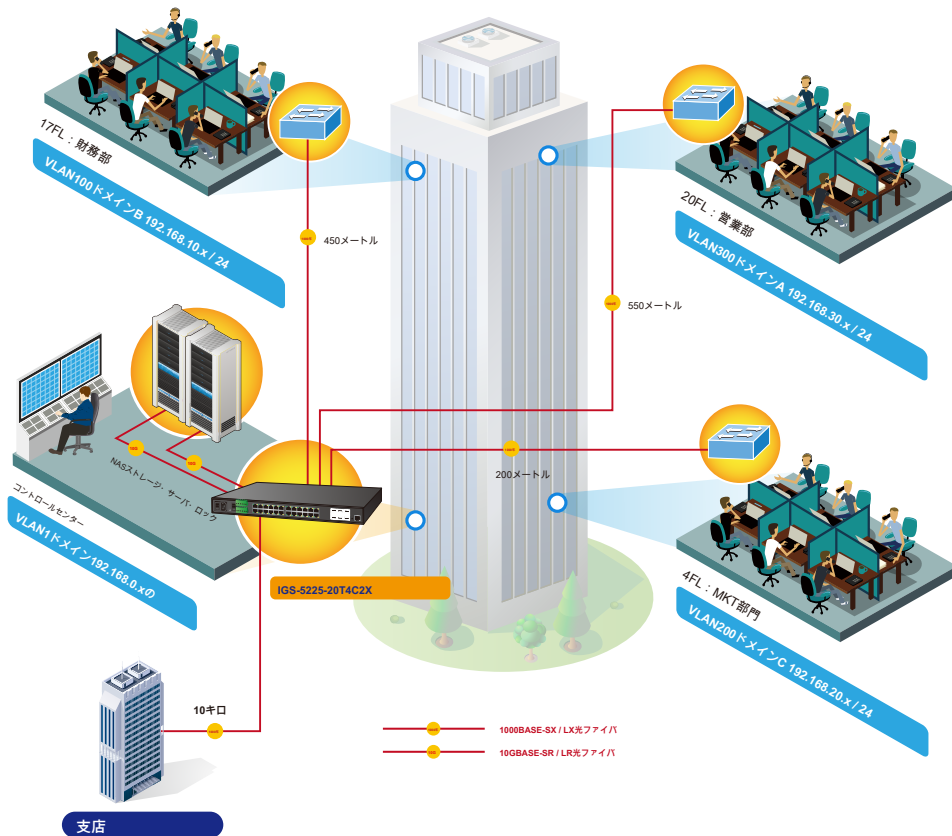 17FL：財務部
VLAN100ドメインB 192.168.10.x / 24
450メートル
20FL：営業部
VLAN300ドメインA 192.168.30.x / 24
550メートル
NASストレージ・サーバ・ロック
コントロールセンター
VLAN1ドメイン192.168.0.xの
200メートル
IGS-5225-20T4C2X
4FL：MKT部門
VLAN200ドメインC 192.168.20.x / 24
10キロ
1000BASE-SX / LX光ファイバ
10GBASE-SR / LR光ファイバ
支店